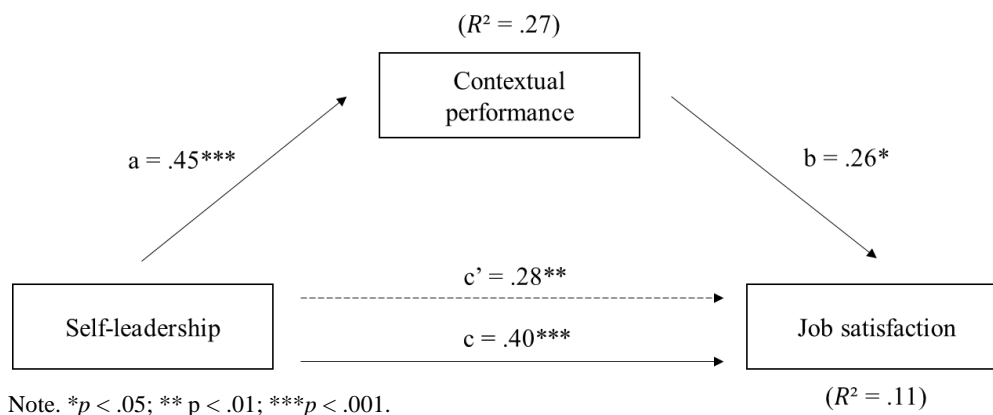 (R² = .27)
Contextual
performance
a = .45***
b = .26*
c’ = .28**
Self-leadership
Job satisfaction
c = .40***
(R² = .11)
Note. *p < .05; ** p < .01; ***p < .001.